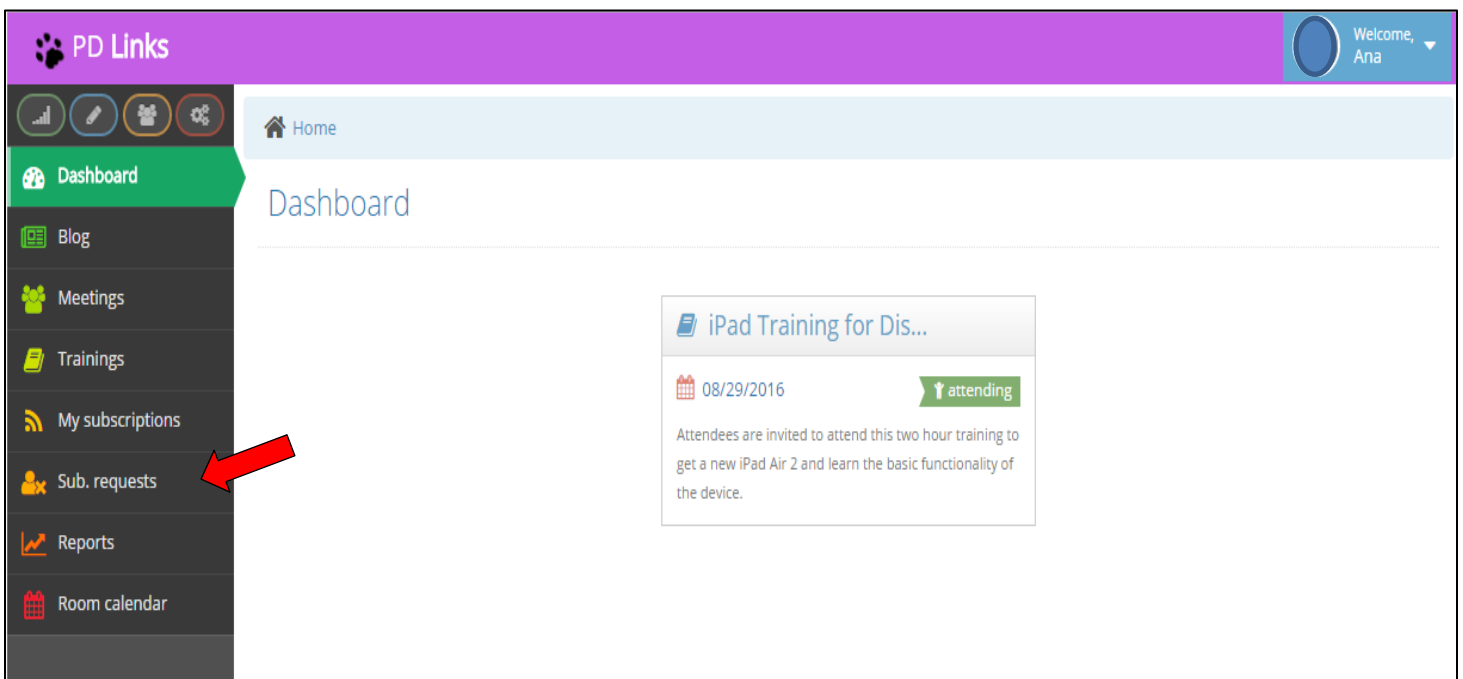 PD Links
Welcome,
Ana
Home
Dashboard
Dashboard
Blog
Meetings
Trainings
My subscriptions
Sub. requests
Reports
Room calendar
iPad Training for Dis...
08/29/2016
attending
Attendees are invited to attend this two hour training to
get a new iPad Air 2 and learn the basic functionality of
the device.